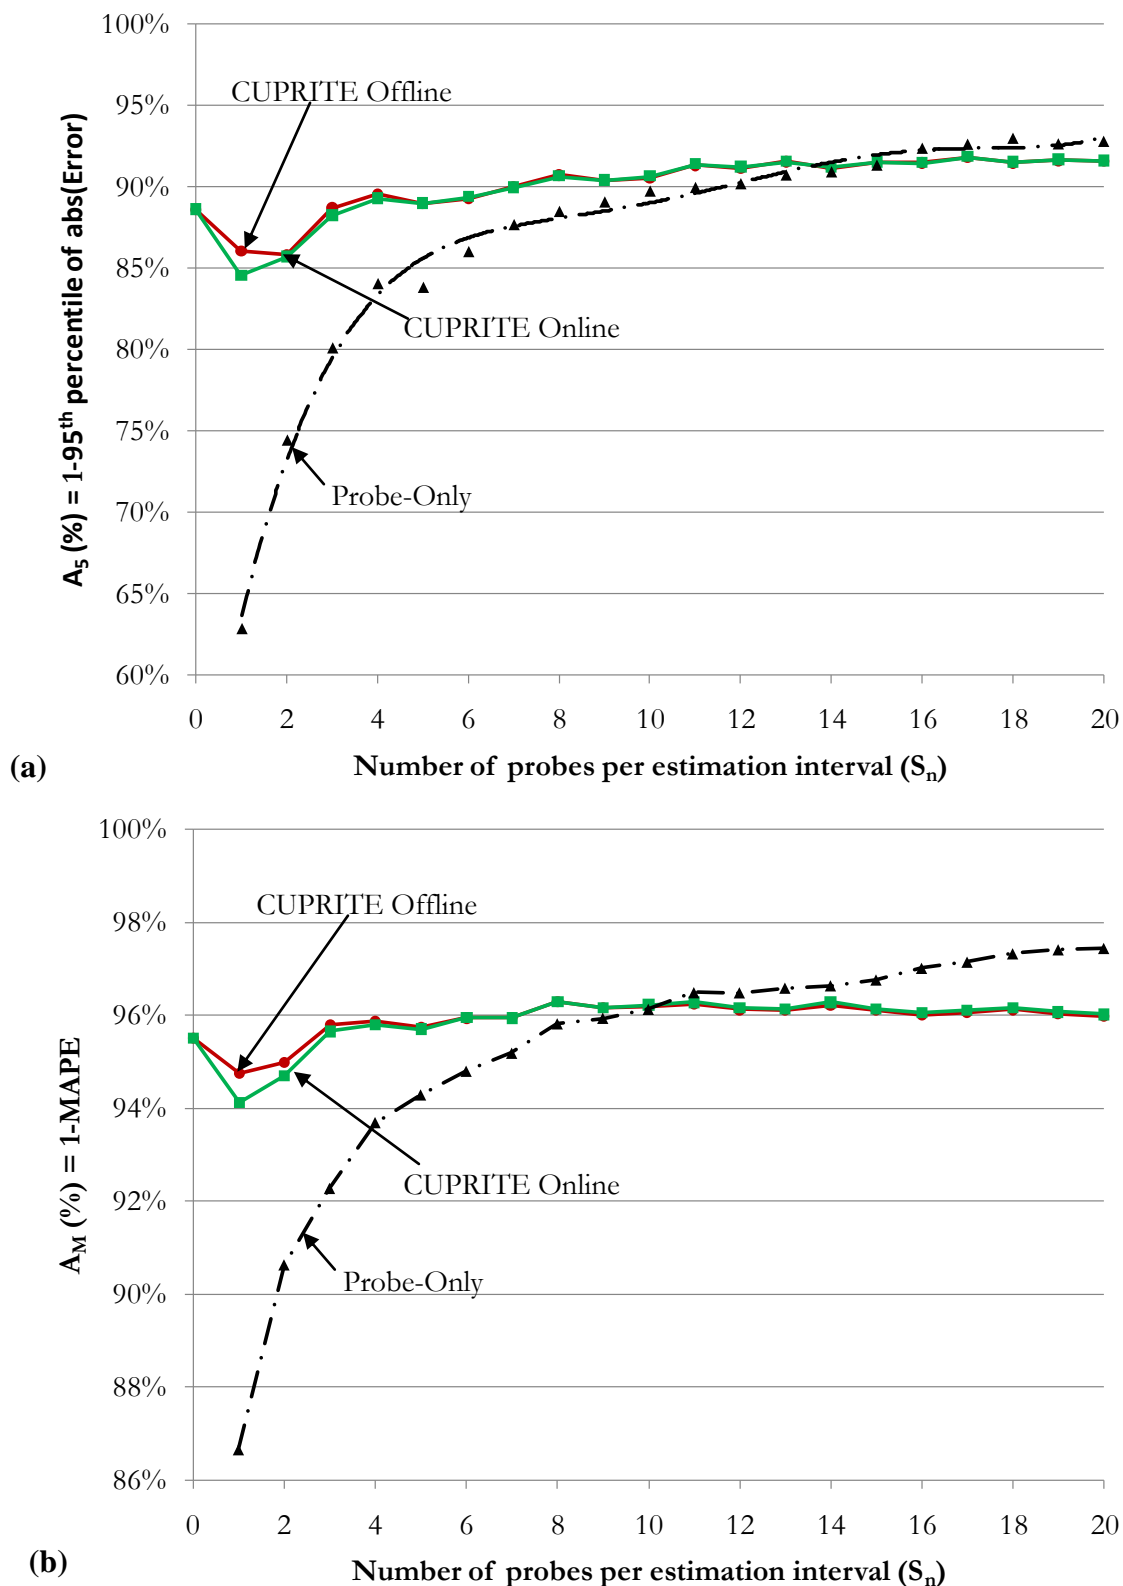 100%
95%
90%
85%
80%
75%
70%
65%
60%
A5 (%) = 1-95th percentile of abs(Error)
CUPRITE Offline
CUPRITE Online
Probe-Only
0 2 4 6 8 10 12 14 16 18 20
(a)
Number of probes per estimation interval (Sn)
100%
98%
96%
94%
92%
90%
88%
86%
AM (%) = 1-MAPE
CUPRITE Offline
CUPRITE Online
Probe-Only
0 2 4 6 8 10 12 14 16 18 20
(b)
Number of probes per estimation interval (Sn)